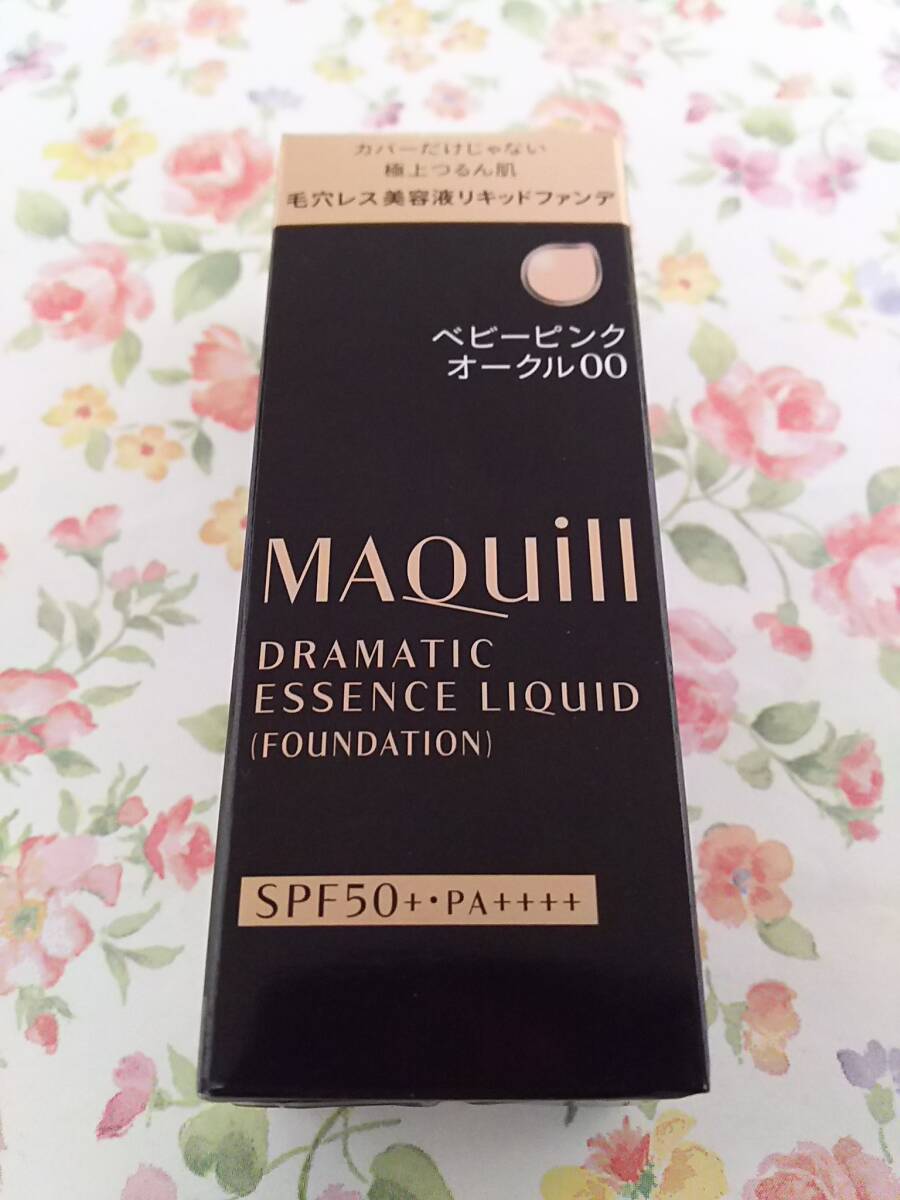 カバーだけじゃない
極上つるん肌
毛穴レス美容液リキッドファンデ
ベビーピンク
オークル00
MAQuill
DRAMATIC
ESSENCE LIQUID
(FOUNDATION)
SPF50+・PA++++